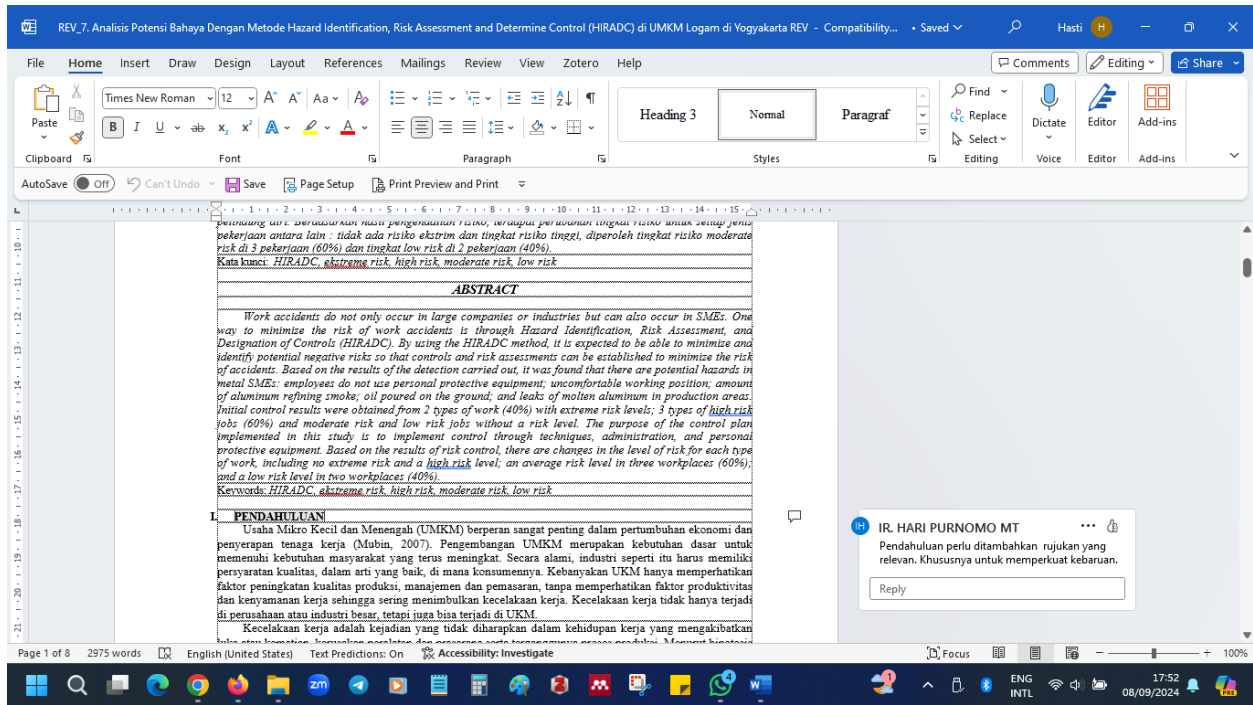 REV_7. Analisis Potensi Bahaya Dengan Metode Hazard Identification, Risk Assessment and Determine Control (HIRADC) di UMKM Logam di Yogyakarta REV - Compatibility... • Saved
Hasti
H
File Home Insert Draw Design Layout References Mailings Review View Zotero Help
Comments
Editing
Share
Times New Roman
12
Paste
Heading 3
Normal
Paragraf
Find
Replace
Select
Dictate
Editor
Add-ins
Clipboard
Font
Paragraph
Styles
Editing
Voice
Editor
Add-ins
AutoSave Off Can't Undo Save Page Setup Print Preview and Print
pekerjaan antara lain : tidak ada risiko ekstrim dan tingkat risiko tinggi, diperoleh tingkat risiko moderate
risk di 3 pekerjaan (60%) dan tingkat low risk di 2 pekerjaan (40%).
Kata kunci: HIRADC, ekstreme risk, high risk, moderate risk, low risk
ABSTRACT
Work accidents do not only occur in large companies or industries but can also occur in SMEs. One
way to minimize the risk of work accidents is through Hazard Identification, Risk Assessment, and
Designation of Controls (HIRADC). By using the HIRADC method, it is expected to be able to minimize and
identify potential negative risks so that controls and risk assessments can be established to minimize the risk
of accidents. Based on the results of the detection carried out, it was found that there are potential hazards in
metal SMEs: employees do not use personal protective equipment; uncomfortable working position; amount
of aluminum refining smoke; oil poured on the ground; and leaks of molten aluminum in production areas.
Initial control results were obtained from 2 types of work (40%) with extreme risk levels; 3 types of high risk
jobs (60%) and moderate risk and low risk jobs without a risk level. The purpose of the control plan
implemented in this study is to implement control through techniques, administration, and personal
protective equipment. Based on the results of risk control, there are changes in the level of risk for each type
of work, including no extreme risk and a high risk level; an average risk level in three workplaces (60%);
and a low risk level in two workplaces (40%).
Keywords: HIRADC, ekstreme risk, high risk, moderate risk, low risk
I. PENDAHULUAN
Usaha Mikro Kecil dan Menengah (UMKM) berperan sangat penting dalam pertumbuhan ekonomi dan
penyerapan tenaga kerja (Mubin, 2007). Pengembangan UMKM merupakan kebutuhan dasar untuk
memenuhi kebutuhan masyarakat yang terus meningkat. Secara alami, industri seperti itu harus memiliki
persyaratan kualitas, dalam arti yang baik, di mana konsumennya. Kebanyakan UKM hanya memperhatikan
faktor peningkatan kualitas produksi, manajemen dan pemasaran, tanpa memperhatikan faktor produktivitas
dan kenyamanan kerja sehingga sering menimbulkan kecelakaan kerja. Kecelakaan kerja tidak hanya terjadi
di perusahaan atau industri besar, tetapi juga bisa terjadi di UKM.
Kecelakaan kerja adalah kejadian yang tidak diharapkan dalam kehidupan kerja yang mengakibatkan
IH IR. HARI PURNOMO MT
Pendahuluan perlu ditambahkan rujukan yang
relevan. Khususnya untuk memperkuat kebaruan.
Reply
Page 1 of 8 2975 words English (United States) Text Predictions: On Accessibility: Investigate Focus 100%
ENG
INTL
17:52
08/09/2024